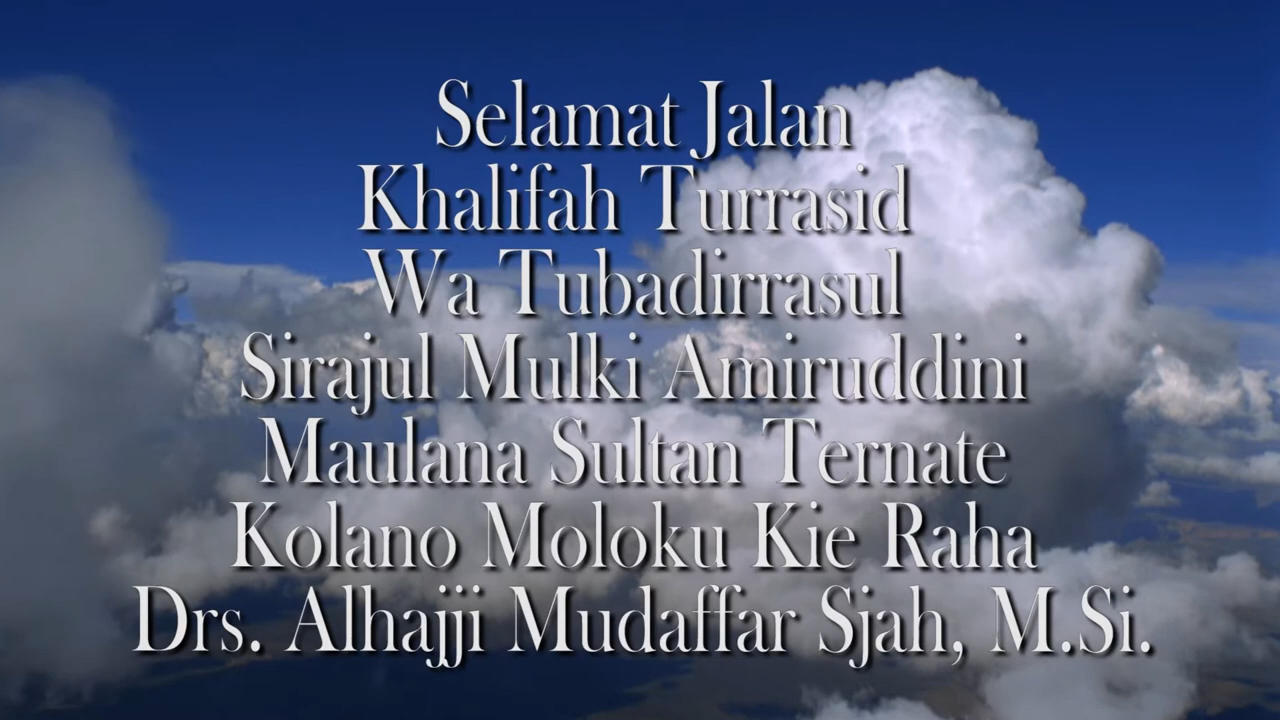 Selamat Jalan
Khalifah Turrasid
Wa Tubadirrasul
Sirajul Mulki Amiruddini
Maulana Sultan Ternate
Kolano Moloku Kie Raha
Drs. Alhajji Mudaffar Sjah, M.Si.